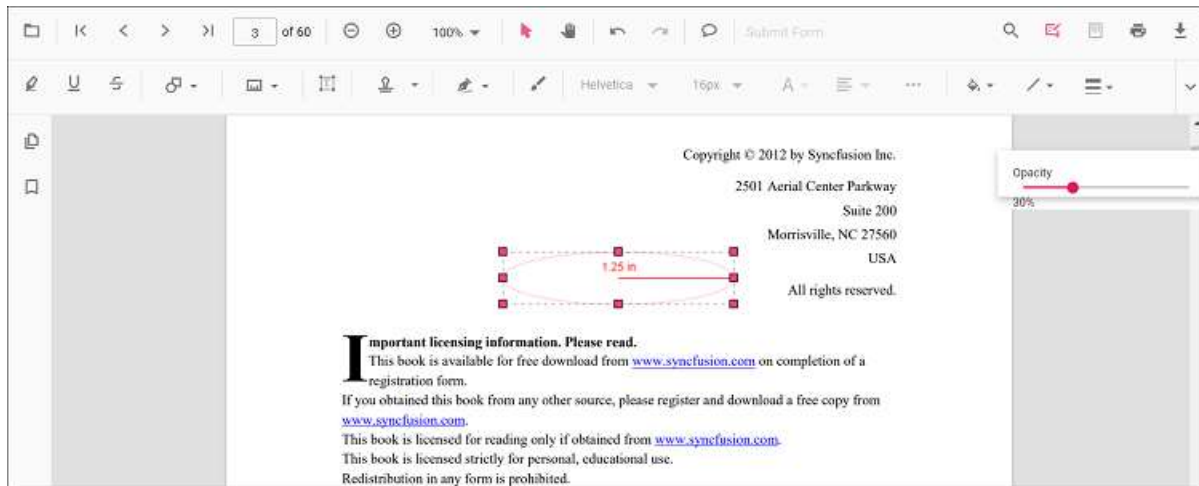 3 of 60 100% Submit Form
Helvetica 16px A
Copyright © 2012 by Syncfusion Inc.
Opacity
30%
2501 Aerial Center Parkway
Suite 200
Morrisville, NC 27560
USA
1.25 in
All rights reserved.
Important licensing information. Please read.
This book is available for free download from www.syncfusion.com on completion of a
registration form.
If you obtained this book from any other source, please register and download a free copy from
www.syncfusion.com.
This book is licensed for reading only if obtained from www.syncfusion.com.
This book is licensed strictly for personal, educational use.
Redistribution in any form is prohibited.